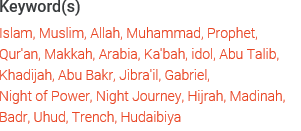 Keyword(s)
Islam, Muslim, Allah, Muhammad, Prophet,
Qur'an, Makkah, Arabia, Ka'bah, idol, Abu Talib,
Khadijah, Abu Bakr, Jibra'il, Gabriel,
Night of Power, Night Journey, Hijrah, Madinah,
Badr, Uhud, Trench, Hudaibiya